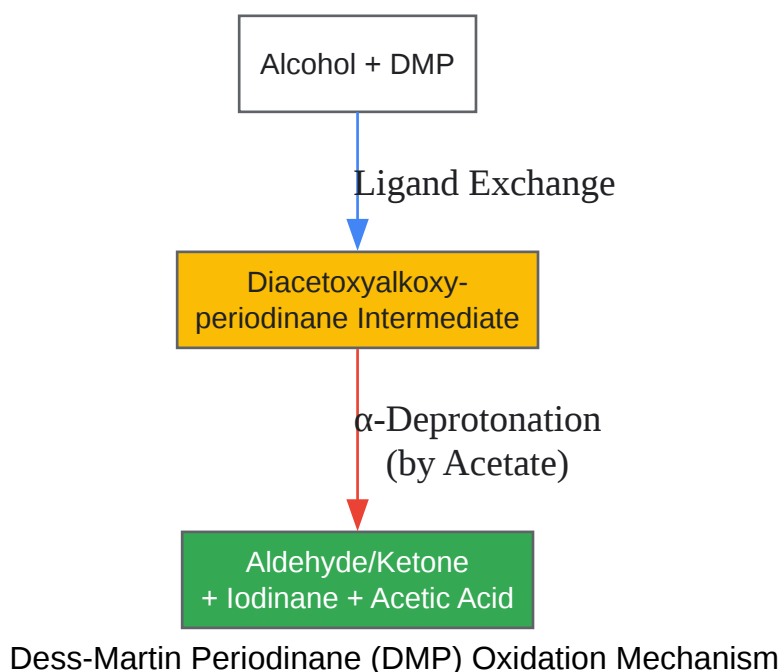 Alcohol + DMP
Ligand Exchange
Diacetoxyalkoxy-
periodinane Intermediate
α-Deprotonation
(by Acetate)
Aldehyde/Ketone
+ Iodinane + Acetic Acid
Dess-Martin Periodinane (DMP) Oxidation Mechanism